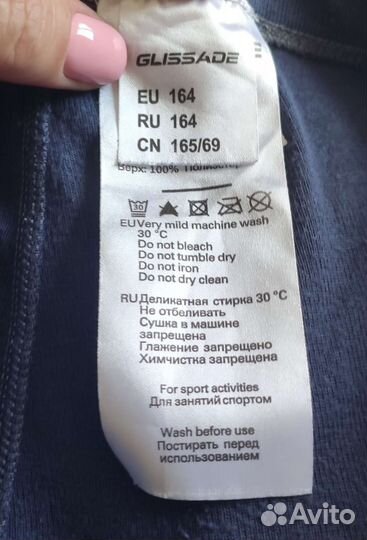 GLISSADE
EU 164
RU 164
CN 165/69
Верх: 100% Полиэстер
30
EU Very mild machine wash
30 °C
Do not bleach
Do not tumble dry
Do not iron
Do not dry clean
RU Деликатная стирка 30 °C
Не отбеливать
Сушка в машине
запрещена
Глажение запрещено
Химчистка запрещена
For sport activities
Для занятий спортом
Wash before use
Постирать перед
использованием
Avito